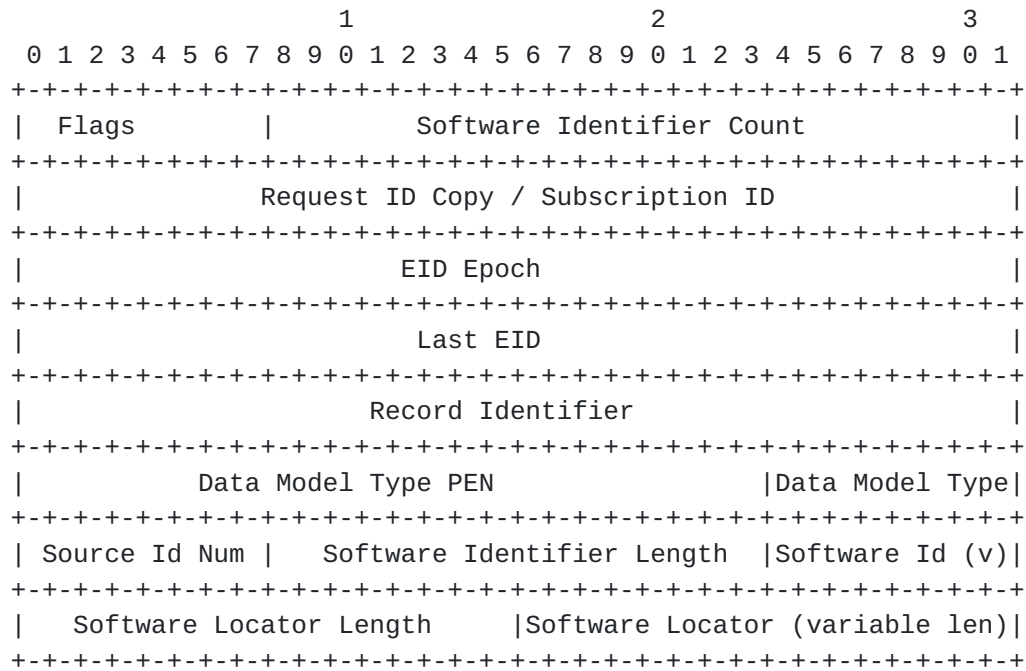 1                   2                   3
 0 1 2 3 4 5 6 7 8 9 0 1 2 3 4 5 6 7 8 9 0 1 2 3 4 5 6 7 8 9 0 1
+-+-+-+-+-+-+-+-+-+-+-+-+-+-+-+-+-+-+-+-+-+-+-+-+-+-+-+-+-+-+-+-+
|  Flags        |         Software Identifier Count             |
+-+-+-+-+-+-+-+-+-+-+-+-+-+-+-+-+-+-+-+-+-+-+-+-+-+-+-+-+-+-+-+-+
|               Request ID Copy / Subscription ID               |
+-+-+-+-+-+-+-+-+-+-+-+-+-+-+-+-+-+-+-+-+-+-+-+-+-+-+-+-+-+-+-+-+
|                        EID Epoch                              |
+-+-+-+-+-+-+-+-+-+-+-+-+-+-+-+-+-+-+-+-+-+-+-+-+-+-+-+-+-+-+-+-+
|                         Last EID                              |
+-+-+-+-+-+-+-+-+-+-+-+-+-+-+-+-+-+-+-+-+-+-+-+-+-+-+-+-+-+-+-+-+
|                      Record Identifier                        |
+-+-+-+-+-+-+-+-+-+-+-+-+-+-+-+-+-+-+-+-+-+-+-+-+-+-+-+-+-+-+-+-+
|           Data Model Type PEN                 |Data Model Type|
+-+-+-+-+-+-+-+-+-+-+-+-+-+-+-+-+-+-+-+-+-+-+-+-+-+-+-+-+-+-+-+-+
| Source Id Num |   Software Identifier Length  |Software Id (v)|
+-+-+-+-+-+-+-+-+-+-+-+-+-+-+-+-+-+-+-+-+-+-+-+-+-+-+-+-+-+-+-+-+
|   Software Locator Length     |Software Locator (variable len)|
+-+-+-+-+-+-+-+-+-+-+-+-+-+-+-+-+-+-+-+-+-+-+-+-+-+-+-+-+-+-+-+-+